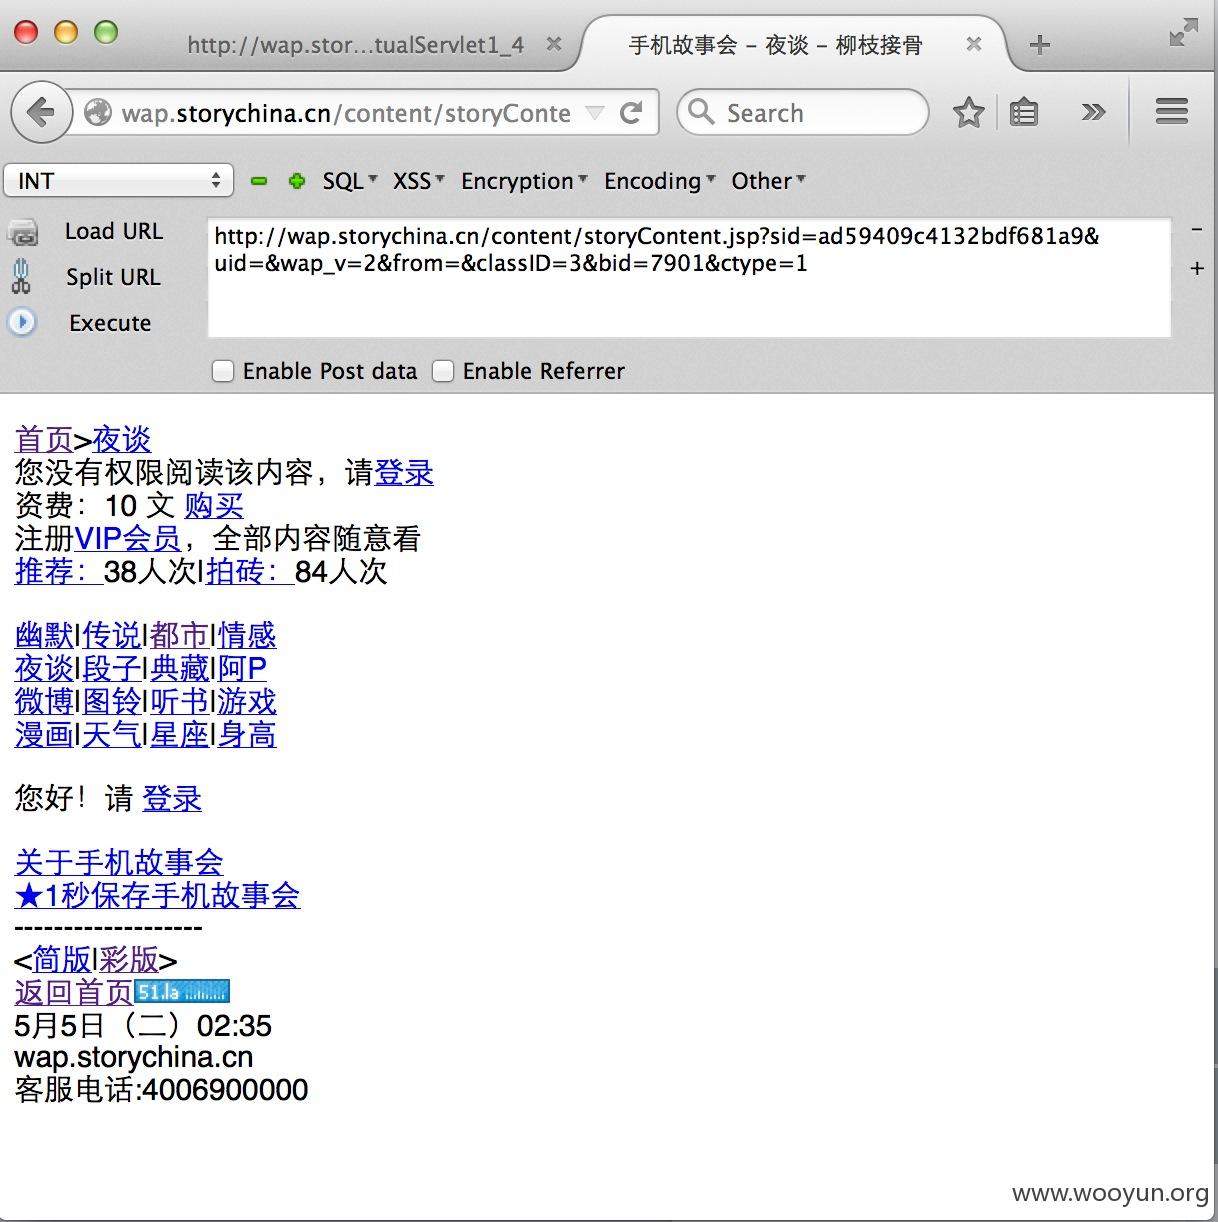 http://wap.stor...tualServlet1_4
手机故事会 - 夜谈 - 柳枝接骨
wap.storychina.cn/content/storyConte
Search
INT
SQL XSS Encryption Encoding Other
Load URL
Split URL
Execute
http://wap.storychina.cn/content/storyContent.jsp?sid=ad59409c4132bdf681a9&
uid=&wap_v=2&from=&classID=3&bid=7901&ctype=1
Enable Post data Enable Referrer
首页>夜谈
您没有权限阅读该内容，请登录
资费：10 文 购买
注册VIP会员，全部内容随意看
推荐：38人次|拍砖：84人次
幽默|传说|都市|情感
夜谈|段子|典藏|阿P
微博|图铃|听书|游戏
漫画|天气|星座|身高
您好！请 登录
关于手机故事会
★1秒保存手机故事会
-------------------
<简版|彩版>
返回首页 51.la
5月5日（二）02:35
wap.storychina.cn
客服电话:4006900000
www.wooyun.org